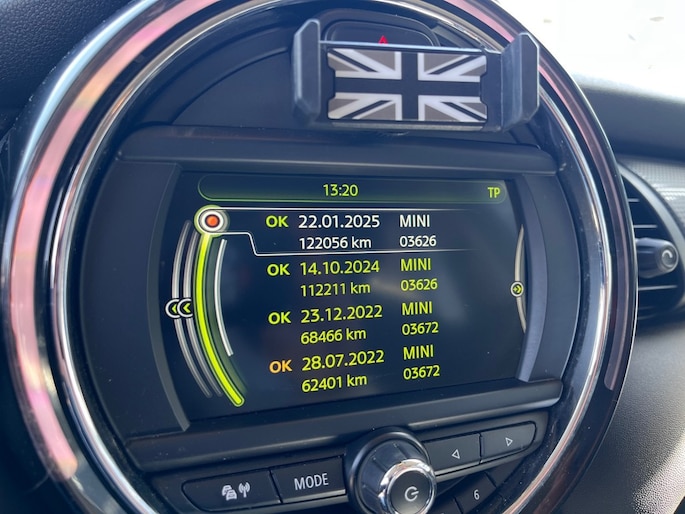 13:20 TP
OK 22.01.2025 MINI
122056 km 03626
OK 14.10.2024 MINI
112211 km 03626
OK 23.12.2022 MINI
68466 km 03672
OK 28.07.2022 MINI
62401 km 03672
MODE
6